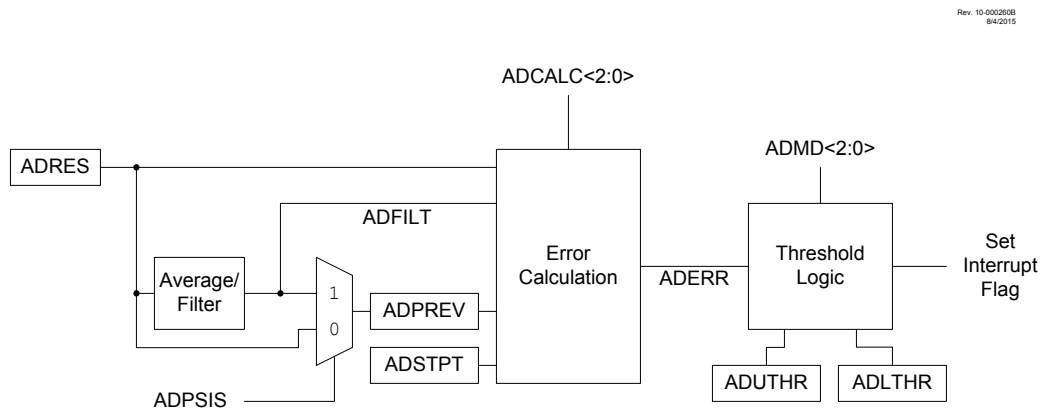 Rev. 10-000260B
8/4/2015
ADCALC<2:0>
ADMD<2:0>
ADRES
ADFILT
Error
Calculation
Threshold
Logic
Set
Interrupt
Flag
ADERR
Average/
Filter
1
0
ADPREV
ADSTPT
ADUTHR
ADLTHR
ADPSIS